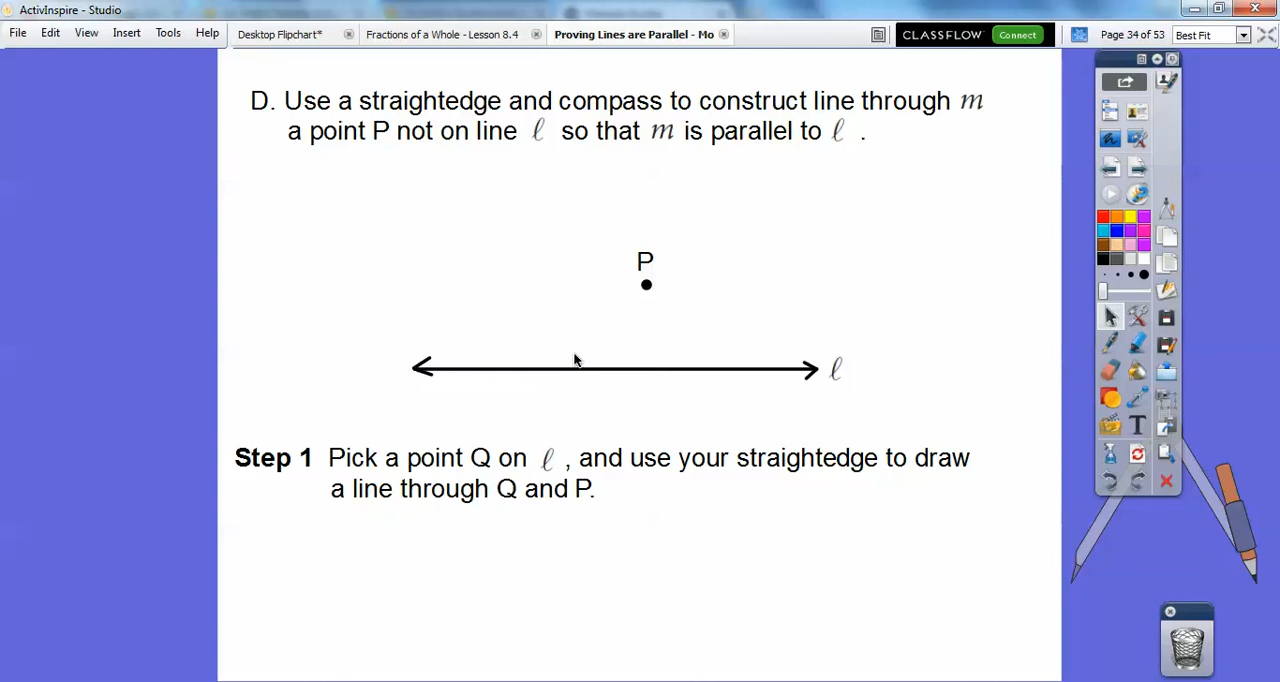 ActivInspire - Studio
File Edit View Insert Tools Help
Desktop Flipchart* Fractions of a Whole - Lesson 8.4 Proving Lines are Parallel - Mo
CLASSFLOW Connect
Page 34 of 53 Best Fit
D. Use a straightedge and compass to construct line through m
a point P not on line ℓ so that m is parallel to ℓ .
P
ℓ
Step 1 Pick a point Q on ℓ , and use your straightedge to draw
a line through Q and P.
T